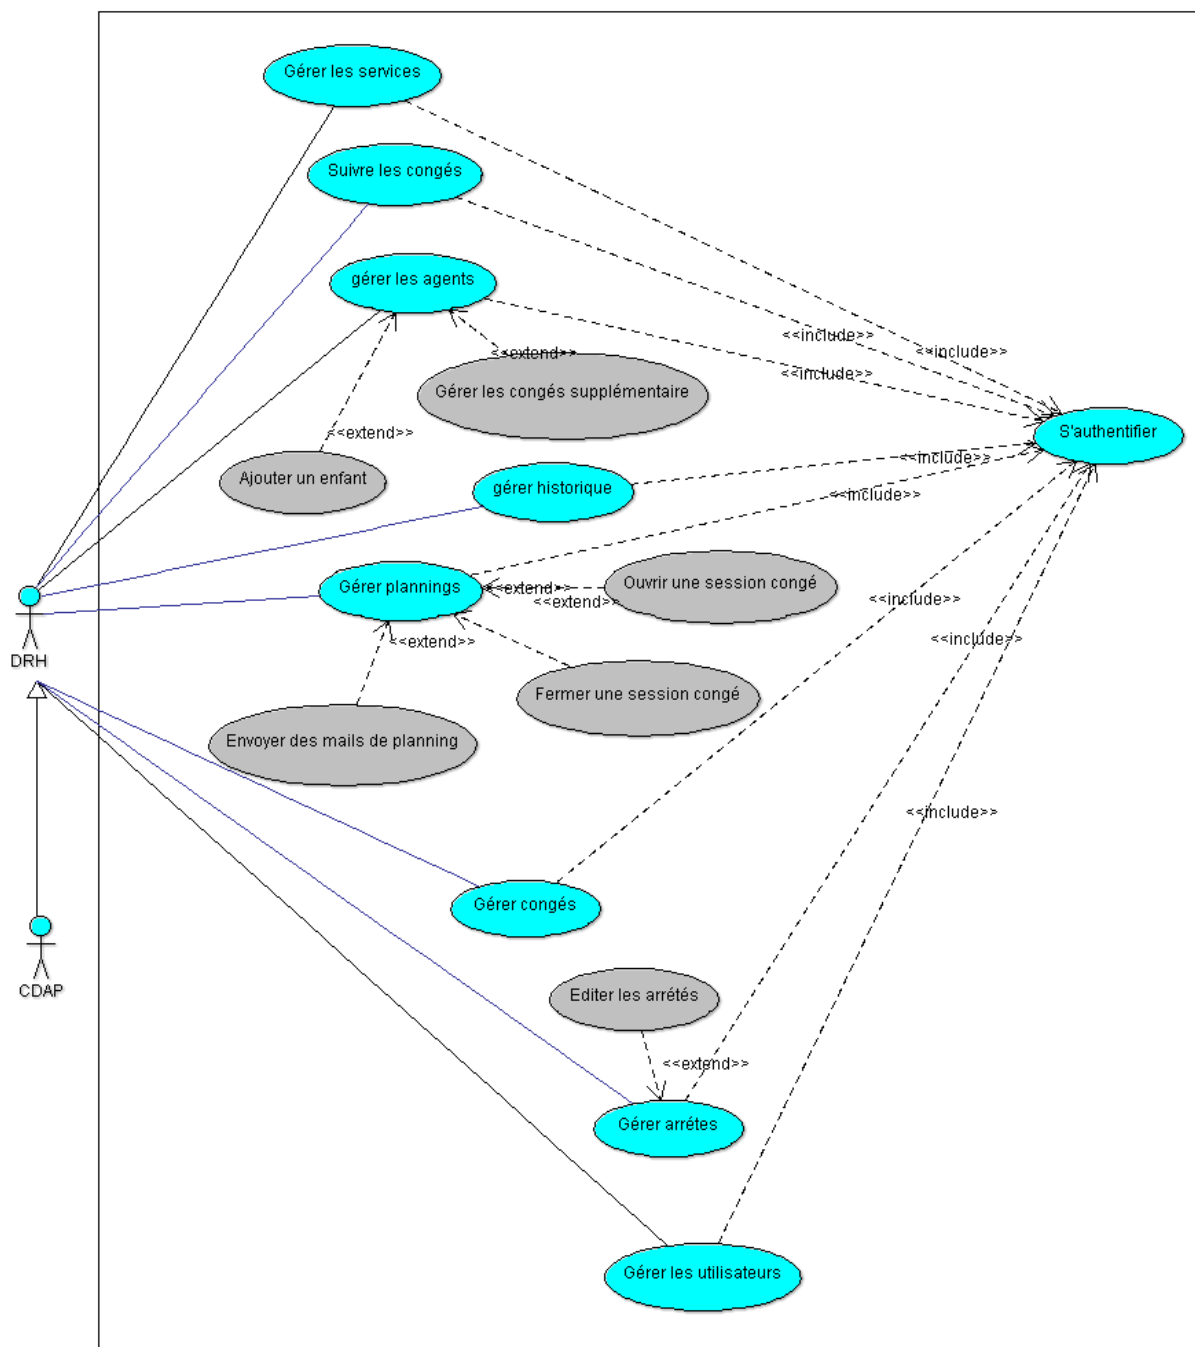 Gérer les services
Suivre les congés
gérer les agents
<<include>>
<<include>>
<<extend>>
<<include>>
Gérer les congés supplémentaire
<<extend>>
S'authentifier
Ajouter un enfant
gérer historique
<<include>>
<<include>>
Gérer plannings
<<extend>>
Ouvrir une session congé
<<extend>>
<<include>>
<<extend>>
<<include>>
DRH
Fermer une session congé
Envoyer des mails de planning
<<include>>
Gérer congés
CDAP
Editer les arrétés
<<extend>>
Gérer arrétes
Gérer les utilisateurs